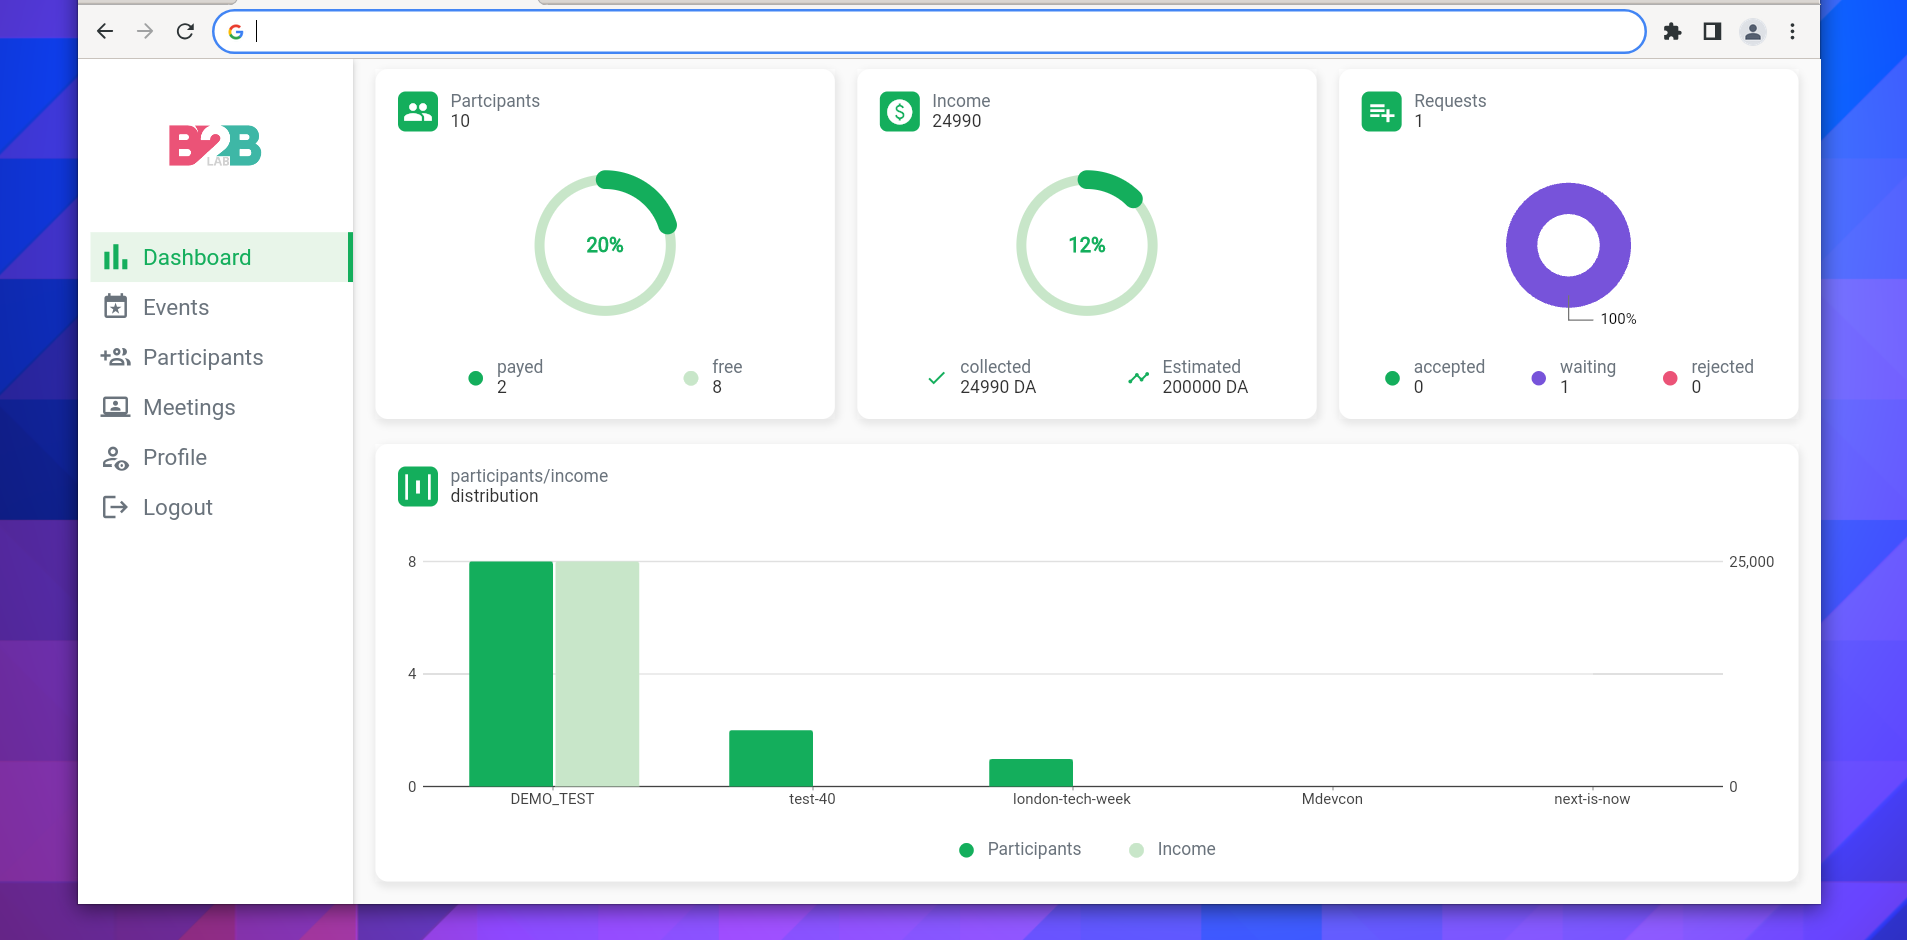 B2B
LAB
Dashboard
Events
Participants
Meetings
Profile
Logout
Partcipants
10
20%
payed
2
free
8
Income
24990
12%
collected
24990 DA
Estimated
200000 DA
Requests
1
100%
accepted
0
waiting
1
rejected
0
participants/income
distribution
8
25,000
4
0
0
DEMO_TEST
test-40
london-tech-week
Mdevcon
next-is-now
Participants
Income